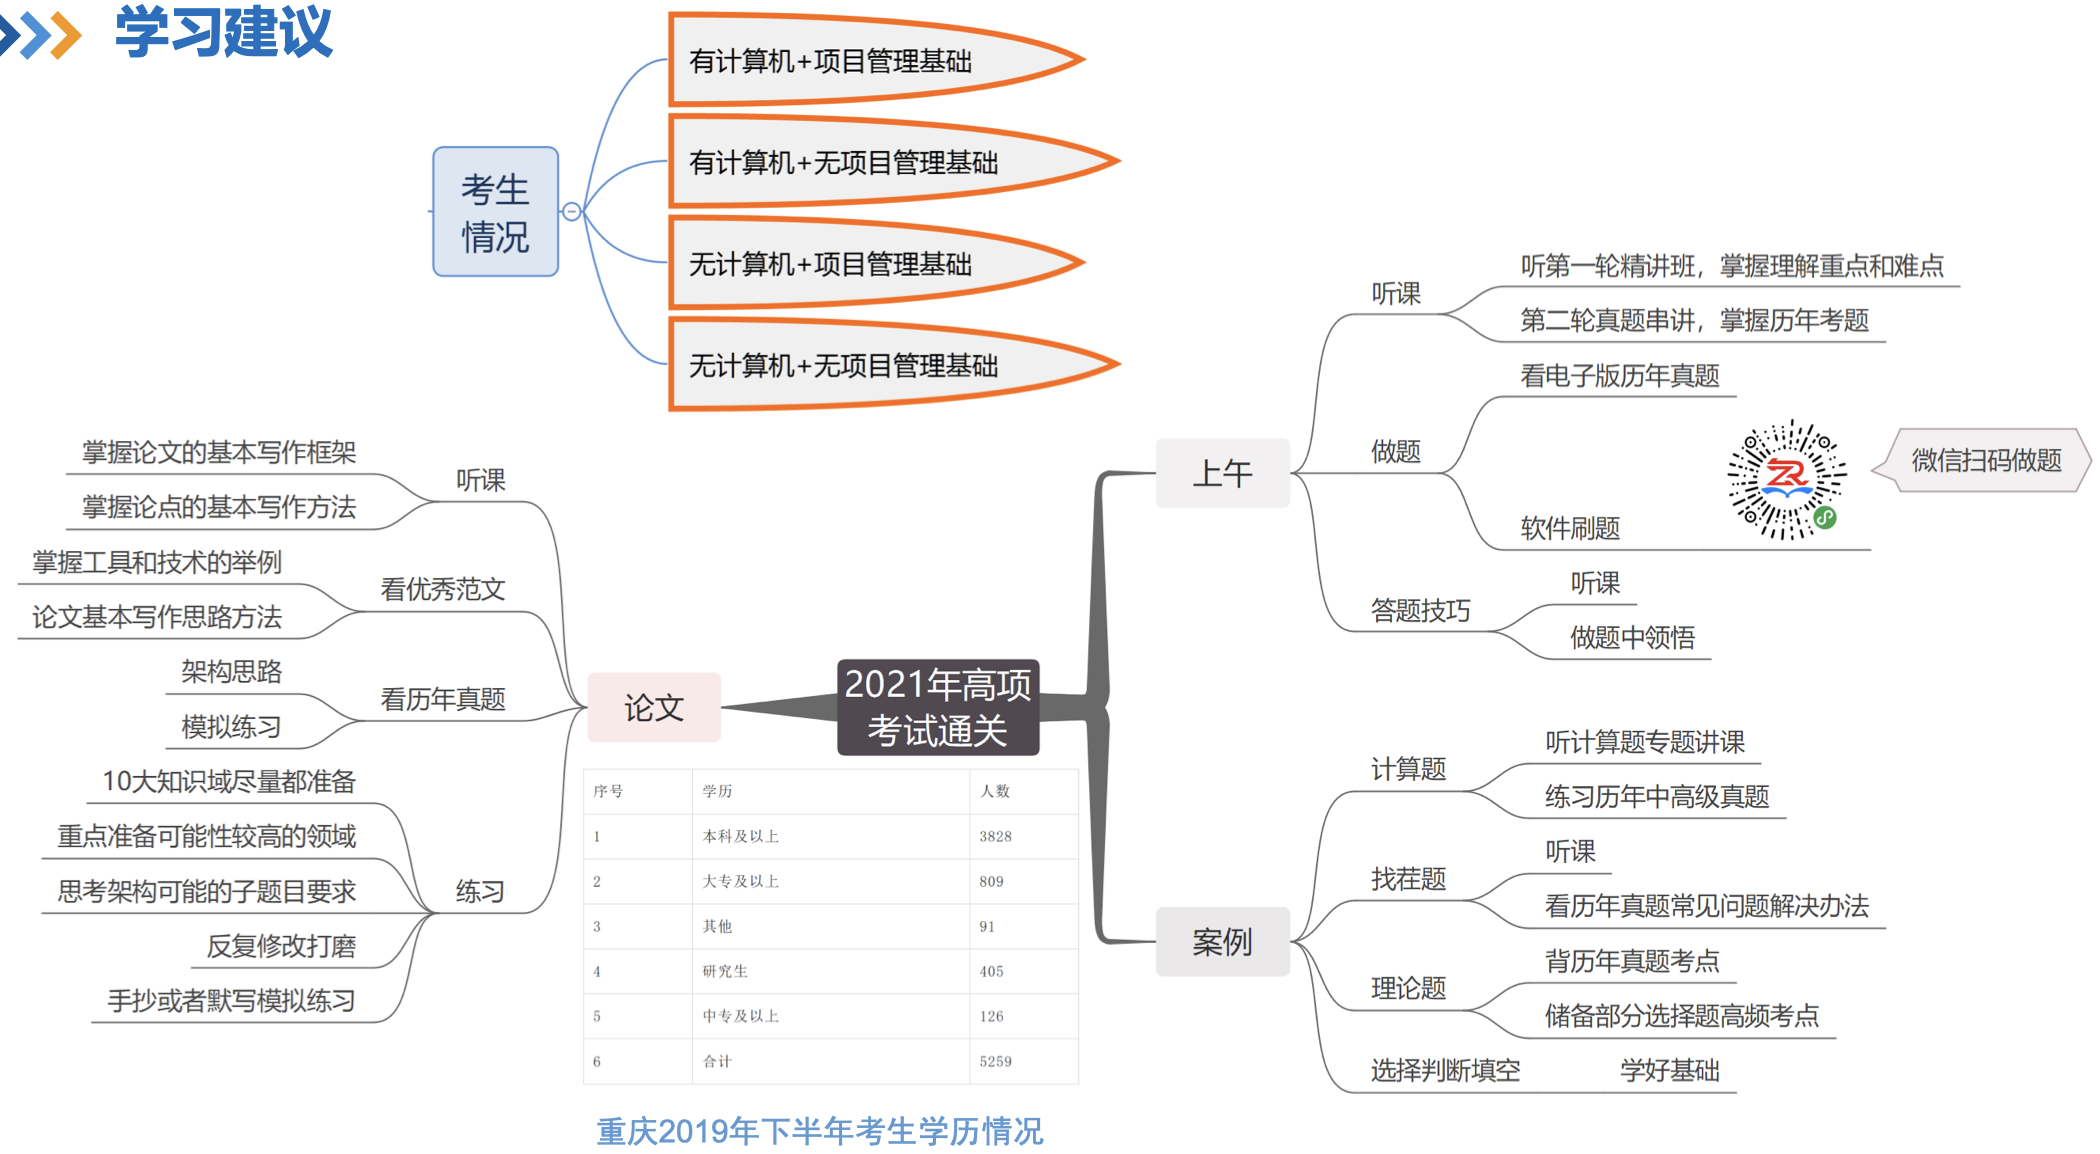 学习建议
考生
情况
有计算机+项目管理基础
有计算机+无项目管理基础
无计算机+项目管理基础
无计算机+无项目管理基础
2021年高项
考试通关
上午
听课
听第一轮精讲班，掌握理解重点和难点
第二轮真题串讲，掌握历年考题
做题
看电子版历年真题
软件刷题
微信扫码做题
答题技巧
听课
做题中领悟
案例
计算题
听计算题专题讲课
练习历年中高级真题
找茬题
听课
看历年真题常见问题解决办法
理论题
背历年真题考点
储备部分选择题高频考点
选择判断填空
学好基础
论文
听课
掌握论文的基本写作框架
掌握论点的基本写作方法
看优秀范文
掌握工具和技术的举例
论文基本写作思路方法
看历年真题
架构思路
模拟练习
练习
10大知识域尽量都准备
重点准备可能性较高的领域
思考架构可能的子题目要求
反复修改打磨
手抄或者默写模拟练习
序号 学历 人数
1 本科及以上 3828
2 大专及以上 809
3 其他 91
4 研究生 405
5 中专及以上 126
6 合计 5259
重庆2019年下半年考生学历情况